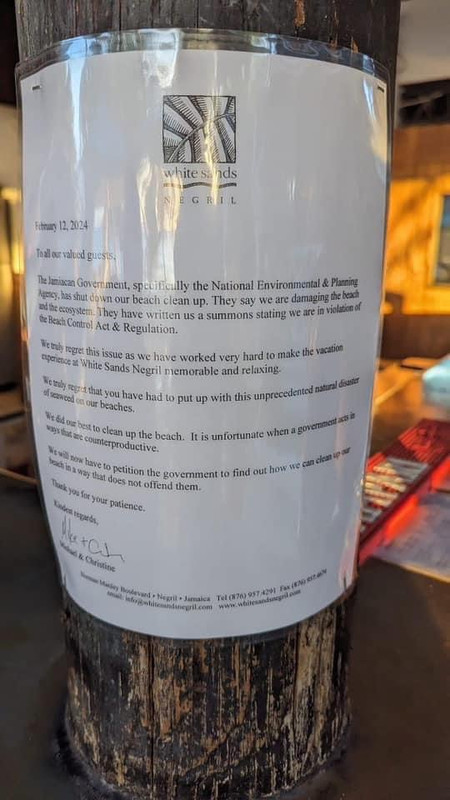 white sands
NEGRIL
February 12, 2024
To all our valued guests,
The Jamiacan Government, specifically the National Environmental & Planning
Agency, has shut down our beach clean up. They say we are damaging the beach
and the ecosystem. They have written us a summons stating we are in violation of
the Beach Control Act & Regulation.
We truly regret this issue as we have worked very hard to make the vacation
experience at White Sands Negril memorable and relaxing.
We truly regret that you have had to put up with this unprecedented natural disaster
of seaweed on our beaches.
We did our best to clean up the beach. It is unfortunate when a government acts in
ways that are counterproductive.
We will now have to petition the government to find out how we can clean up our
beach in a way that does not offend them.
Thank you for your patience.
Kindest regards,
Michael & Christine
Norman Manley Boulevard • Negril • Jamaica Tel (876) 957.4291 Fax (876)
email: info@whitesandsnegril.com www.whitesandsnegril.com